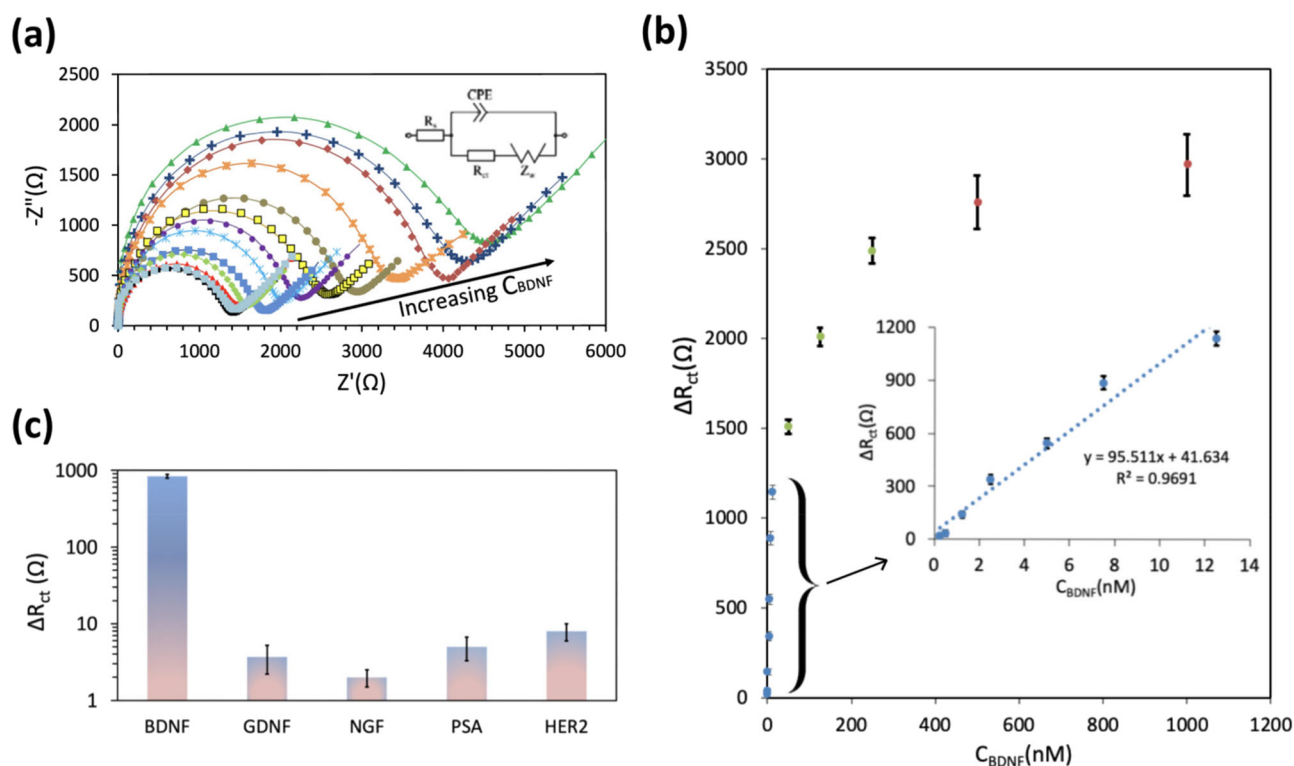 (a)
-Z''(Ω)
2500
2000
1500
1000
500
0
0
1000
2000
3000
4000
5000
6000
Z'(Ω)
CPE
Rs
Rct
Zw
Increasing CBDNF
(b)
ΔRct(Ω)
3500
3000
2500
2000
1500
1000
500
0
0
200
400
600
800
1000
1200
CBDNF(nM)
ΔRct(Ω)
1200
900
600
300
0
0
2
4
6
8
10
12
14
CBDNF(nM)
y = 95.511x + 41.634
R² = 0.9691
(c)
ΔRct (Ω)
1000
100
10
1
BDNF
GDNF
NGF
PSA
HER2